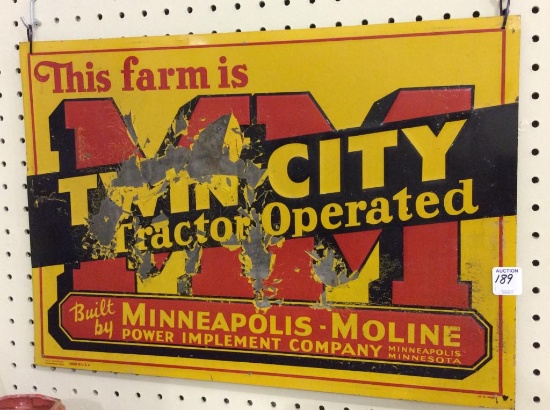 This farm is
MM
TWIN CITY
Tractor Operated
Built by
MINNEAPOLIS-MOLINE
POWER IMPLEMENT COMPANY
MINNEAPOLIS
MINNESOTA
AUCTION
189